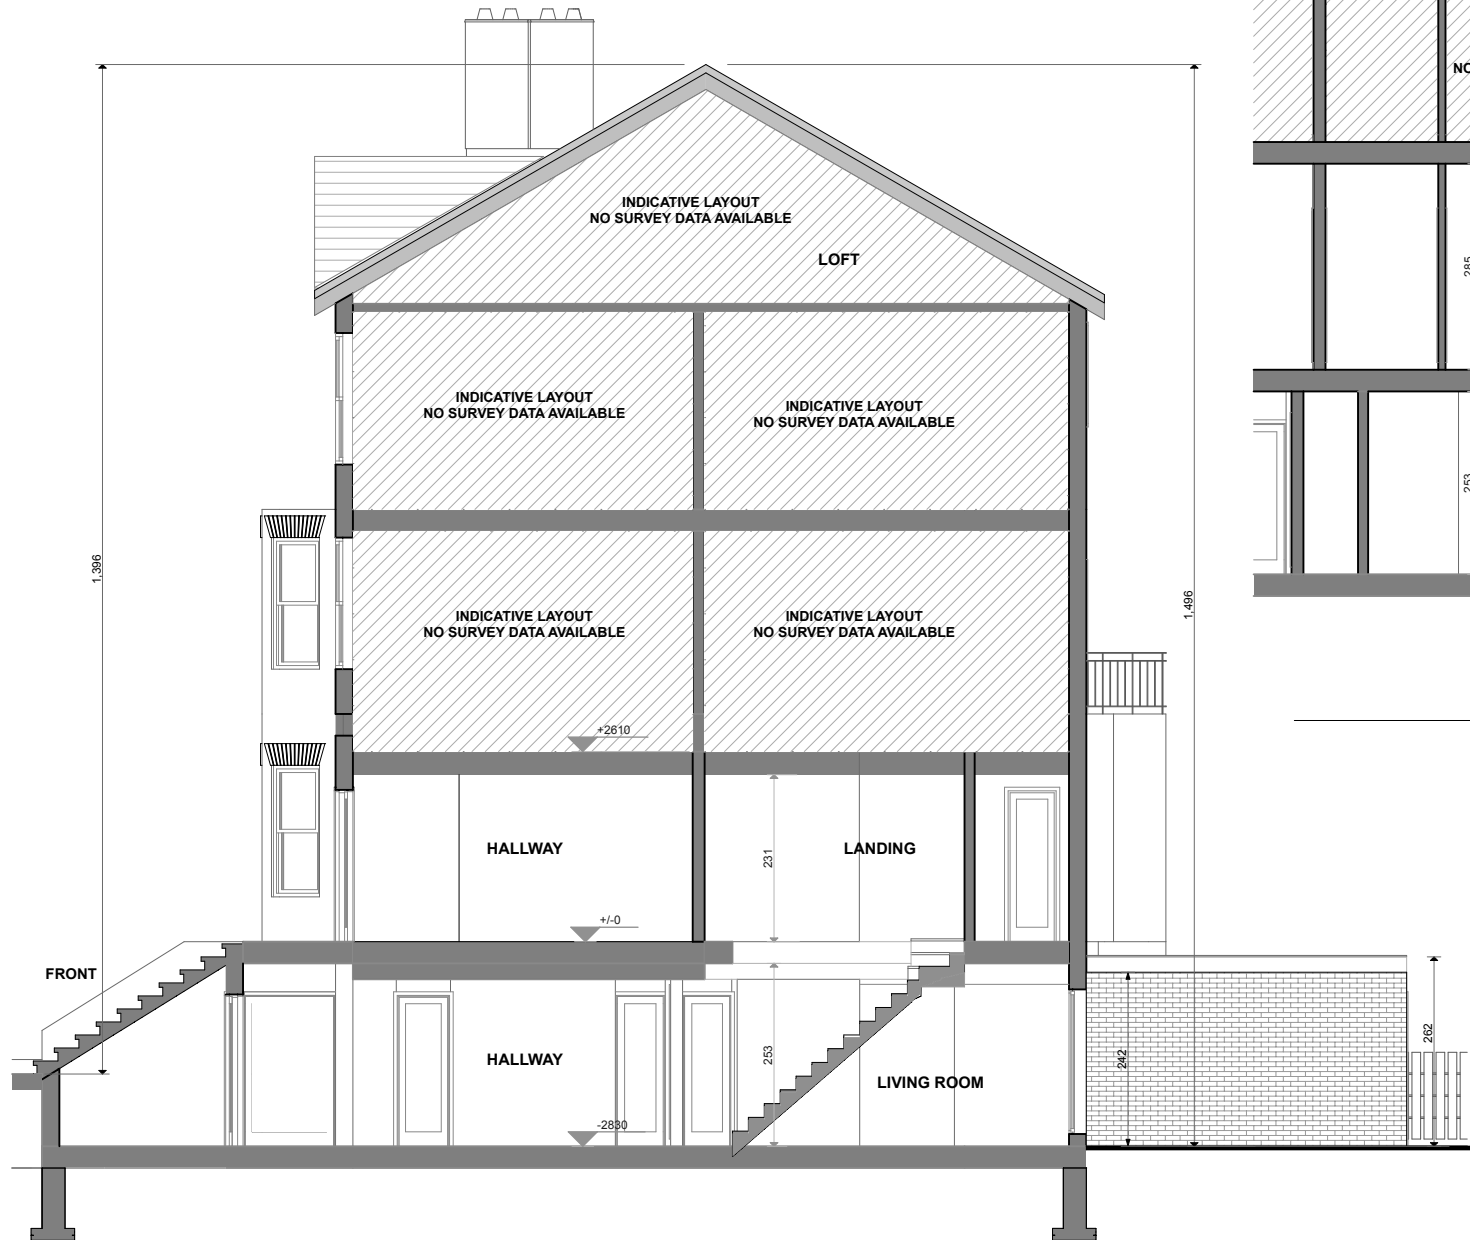 NO
INDICATIVE LAYOUT
NO SURVEY DATA AVAILABLE
LOFT
285
INDICATIVE LAYOUT
NO SURVEY DATA AVAILABLE
INDICATIVE LAYOUT
NO SURVEY DATA AVAILABLE
253
1,396
1,496
INDICATIVE LAYOUT
NO SURVEY DATA AVAILABLE
INDICATIVE LAYOUT
NO SURVEY DATA AVAILABLE
+2610
HALLWAY
231
LANDING
+/-0
FRONT
HALLWAY
253
LIVING ROOM
242
262
-2830